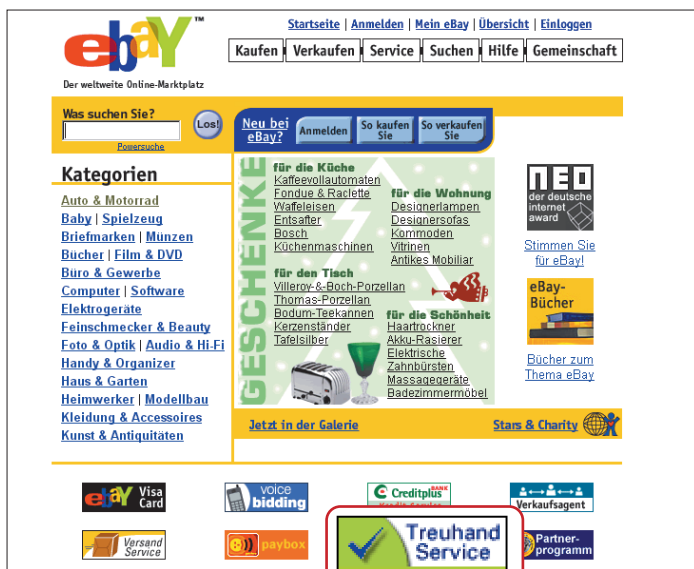 ebaY™
Der weltweite Online-Marktplatz
Startseite | Anmelden | Mein eBay | Übersicht | Einloggen
Kaufen Verkaufen Service Suchen Hilfe Gemeinschaft
Was suchen Sie?
Los!
Powersuche
Neu bei
eBay?
Anmelden
So kaufen
Sie
So verkaufen
Sie
Kategorien
Auto & Motorrad
Baby | Spielzeug
Briefmarken | Münzen
Bücher | Film & DVD
Büro & Gewerbe
Computer | Software
Elektrogeräte
Feinschmecker & Beauty
Foto & Optik | Audio & Hi-Fi
Handy & Organizer
Haus & Garten
Heimwerker | Modellbau
Kleidung & Accessoires
Kunst & Antiquitäten
GESCHENKE
für die Küche
Kaffeevollautomaten
Fondue & Raclette
Waffeleisen
Entsafter
Bosch
Küchenmaschinen
für die Wohnung
Designerlampen
Designersofas
Kommoden
Vitrinen
Antikes Mobiliar
für den Tisch
Villeroy-&-Boch-Porzellan
Thomas-Porzellan
Bodum-Teekannen
Kerzenständer
Tafelsilber
für die Schönheit
Haartrockner
Akku-Rasierer
Elektrische
Zahnbürsten
Massagegeräte
Badezimmermöbel
NEO
der deutsche
internet
award
Stimmen Sie
für eBay!
eBay-
Bücher
Bücher zum
Thema eBay
Jetzt in der Galerie
Stars & Charity
ebaY Visa
Card
voice
bidding
Creditplus BANK
Verkaufsagent
Versand
Service
paybox
Treuhand
Service
Partner-
programm